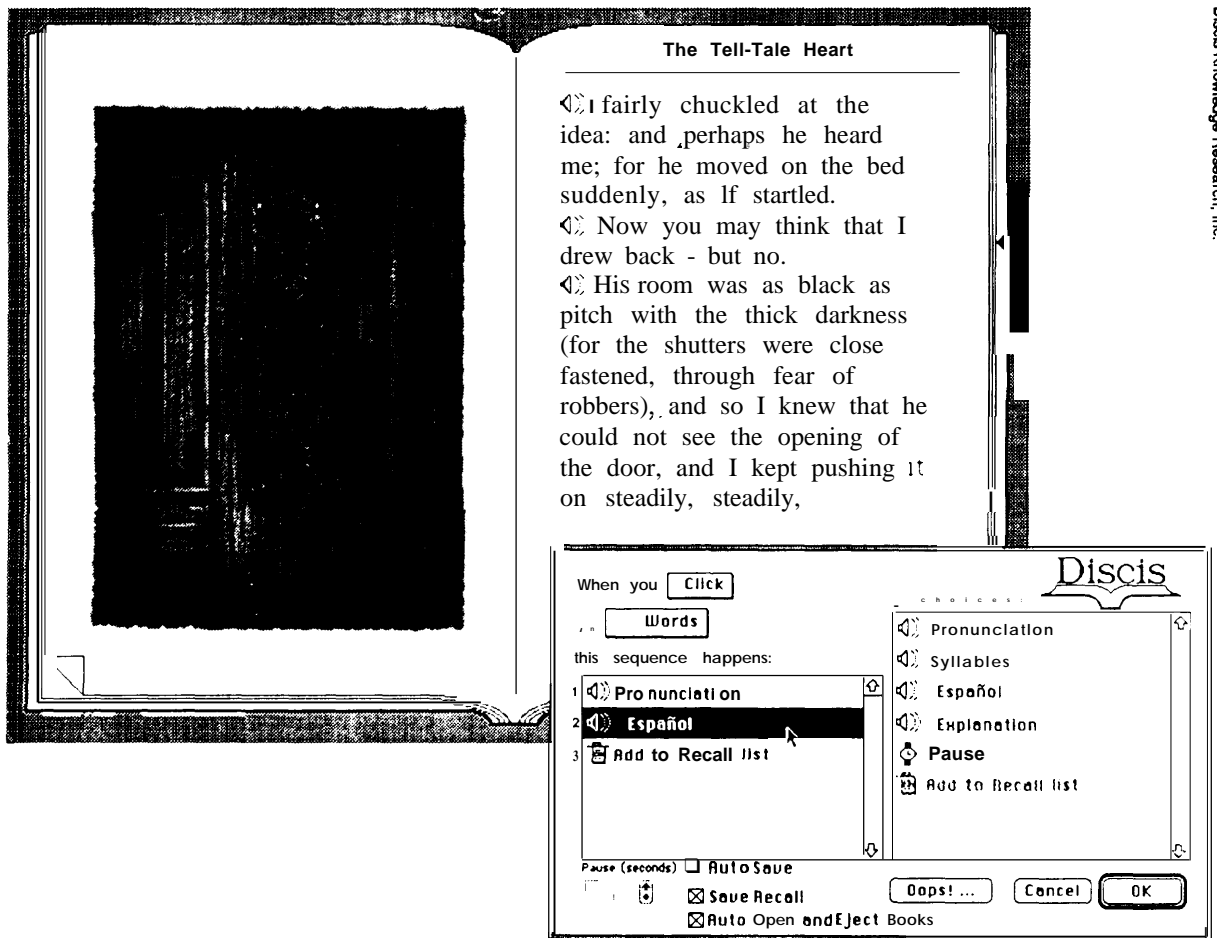 The Tell-Tale Heart
I fairly chuckled at the
idea: and perhaps he heard
me; for he moved on the bed
suddenly, as lf startled.
Now you may think that I
drew back - but no.
His room was as black as
pitch with the thick darkness
(for the shutters were close
fastened, through fear of
robbers), and so I knew that he
could not see the opening of
the door, and I kept pushing it
on steadily, steadily,
When you Click
Words
this sequence happens:
1 Pronunciation
2 Español
3 Add to Recall list
Pause (seconds)
Auto Save
Save Recall
Auto Open and Eject Books
Discis
choices:
Pronunciation
Syllables
Español
Explanation
Pause
Add to Recall list
Oops! ...
Cancel
OK